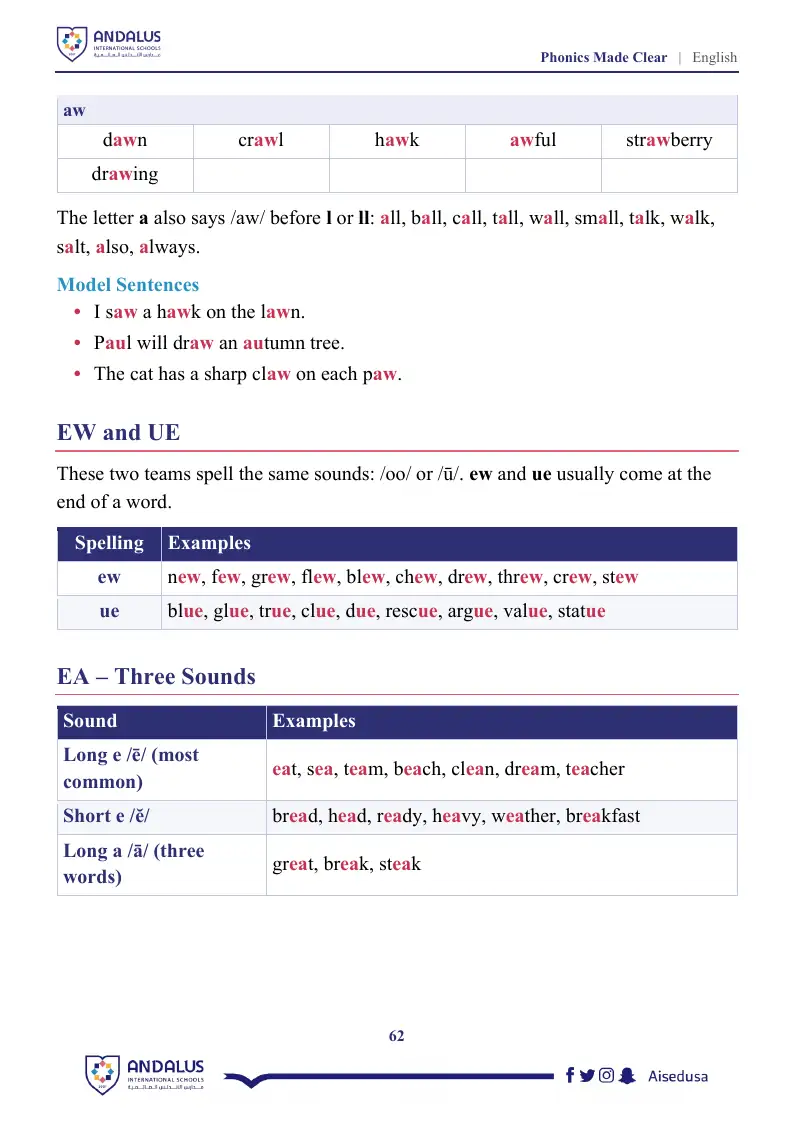 ANDALUS
INTERNATIONAL SCHOOLS
مدارس الأندلس العالمية
Phonics Made Clear | English
aw
dawn crawl hawk awful strawberry
drawing
The letter a also says /aw/ before l or ll: all, ball, call, tall, wall, small, talk, walk,
salt, also, always.
Model Sentences
• I saw a hawk on the lawn.
• Paul will draw an autumn tree.
• The cat has a sharp claw on each paw.
EW and UE
These two teams spell the same sounds: /oo/ or /ū/. ew and ue usually come at the
end of a word.
Spelling Examples
ew new, few, grew, flew, blew, chew, drew, threw, crew, stew
ue blue, glue, true, clue, due, rescue, argue, value, statue
EA – Three Sounds
Sound Examples
Long e /ē/ (most
common)
eat, sea, team, beach, clean, dream, teacher
Short e /ĕ/ bread, head, ready, heavy, weather, breakfast
Long a /ā/ (three
words)
great, break, steak
62
ANDALUS
INTERNATIONAL SCHOOLS
مدارس الأندلس العالمية
Aisedusa